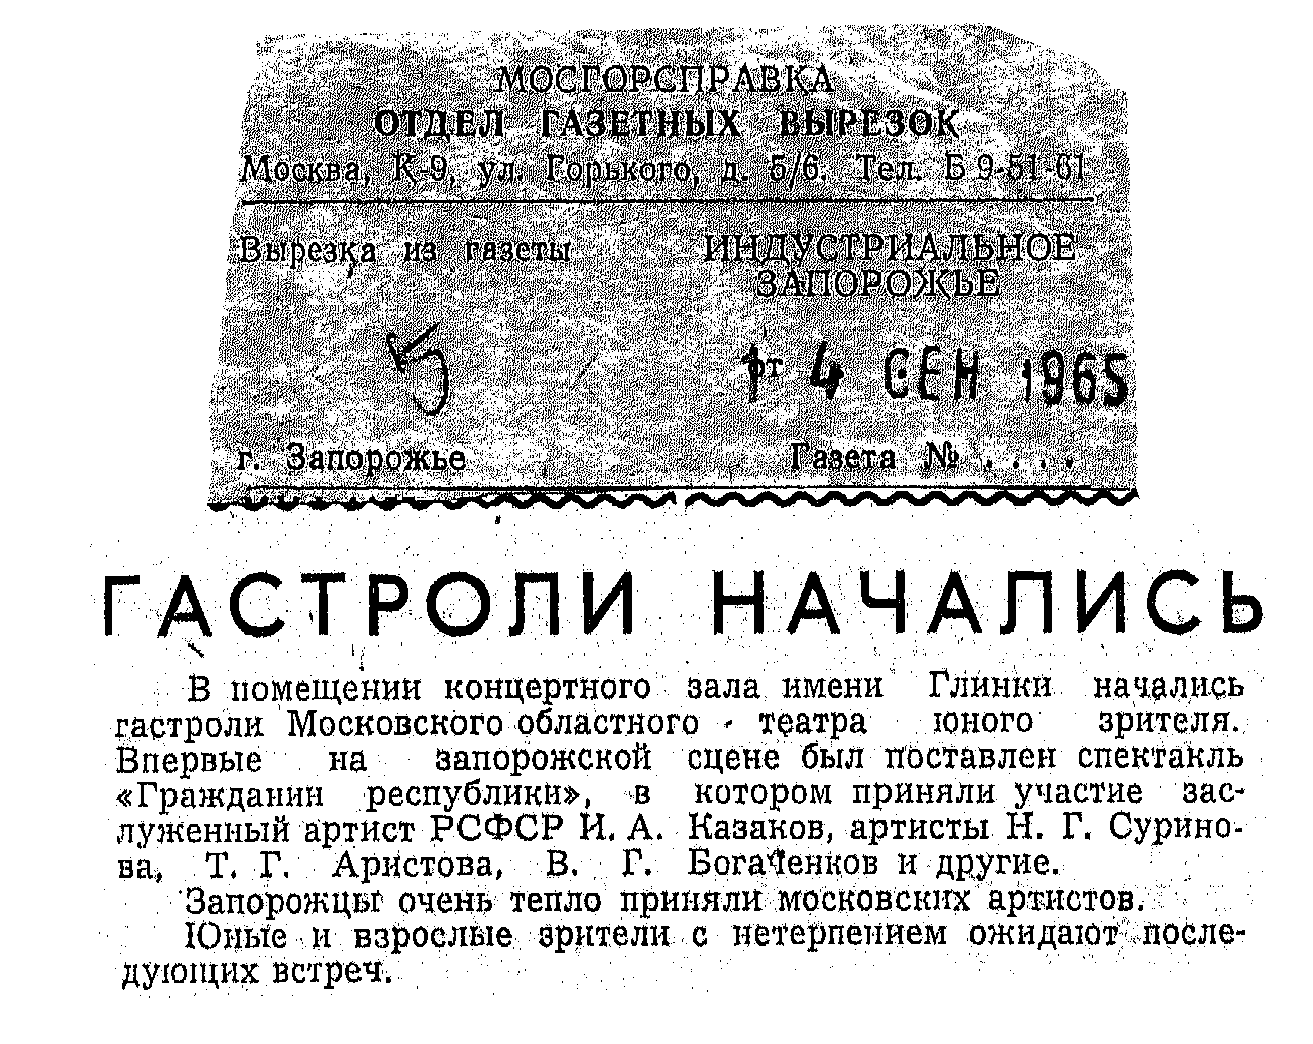 МОСГОРСПРАВКА
ОТДЕЛ ГАЗЕТНЫХ ВЫРЕЗОК
Москва, К-9, ул. Горького, д. 5/6. Тел. Б 9-51-61
Вырезка из газеты
ИНДУСТРИАЛЬНОЕ
ЗАПОРОЖЬЕ
от 4 СЕН 1965
г. Запорожье
Газета № . . . .
ГАСТРОЛИ НАЧАЛИСЬ
В помещении концертного зала имени Глинки начались
гастроли Московского областного театра юного зрителя.
Впервые на запорожской сцене был поставлен спектакль
«Гражданин республики», в котором приняли участие зас-
луженный артист РСФСР И. А. Казаков, артисты Н. Г. Сурино-
ва, Т. Г. Аристова, В. Г. Богаченков и другие.
Запорожцы очень тепло приняли московских артистов.
Юные и взрослые зрители с нетерпением ожидают после-
дующих встреч.